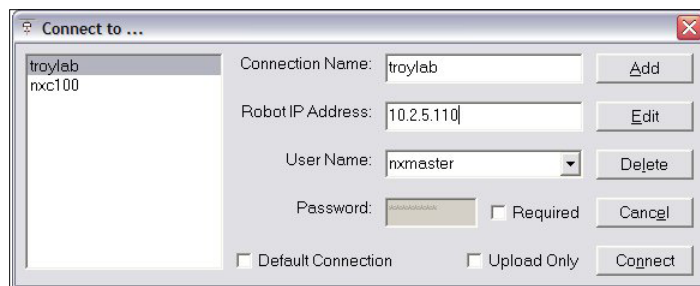 Connect to ...
troylab
nxc100
Connection Name: troylab
Add
Robot IP Address: 10.2.5.110
Edit
User Name: nxmaster
Delete
Password: ********
Required
Cancel
Default Connection
Upload Only
Connect